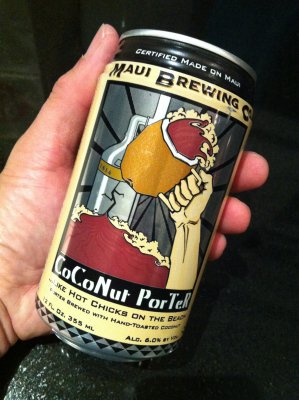 Certified Made on Maui
Maui Brewing C
CoCoNut PorTeR
Like Hot Chicks on the Beach
Porter Brewed with Hand-Toasted Coconut
12 Fl. Oz. 355 mL
Alc. 6.0% by Vol